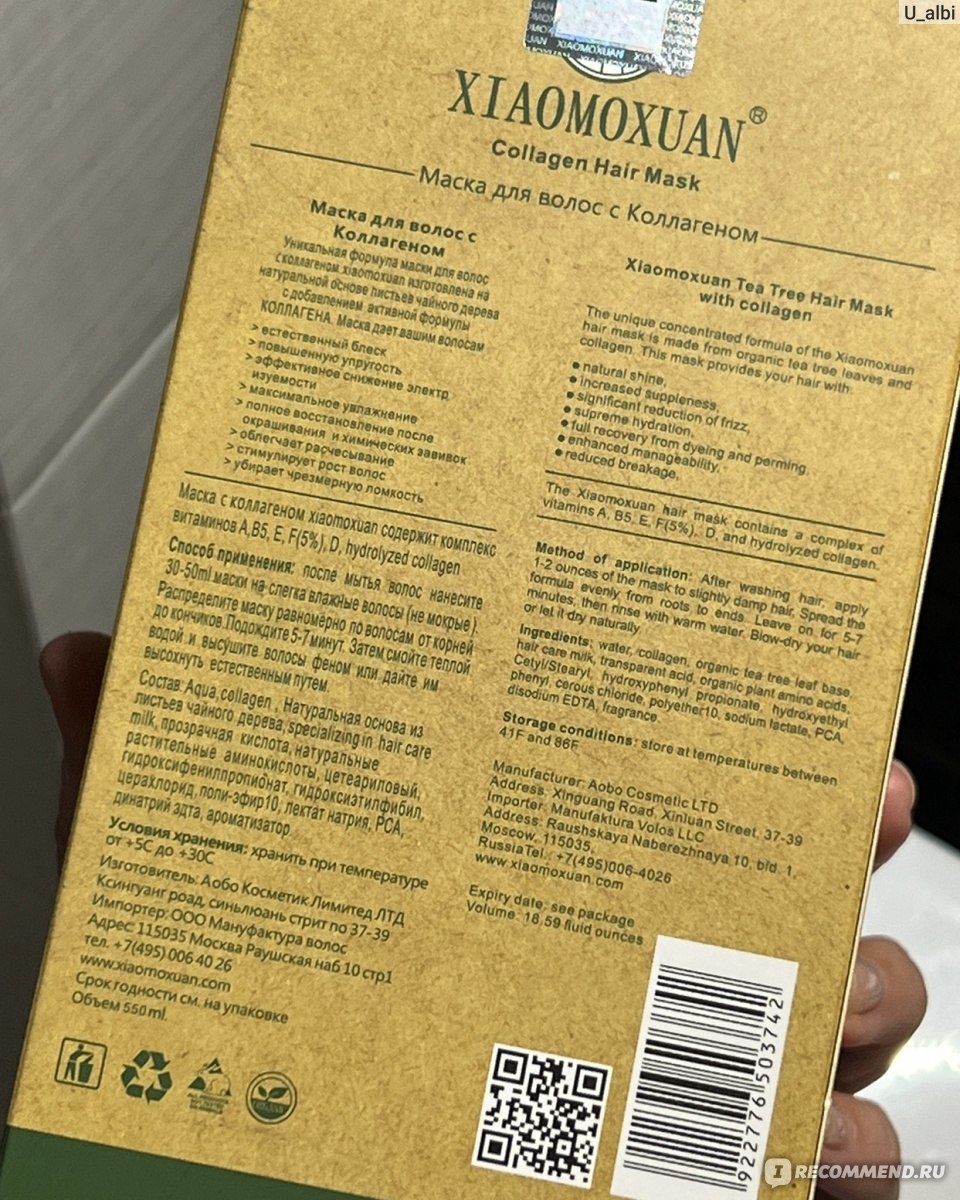 U_albi
XIAOMOXUAN
XIAOMOXUAN®
Collagen Hair Mask
Маска для волос с Коллагеном
Маска для волос с
Коллагеном
Уникальная формула маски для волос
с коллагеном xiaomoxuan изготовлена на
натуральной основе листьев чайного дерева
с добавлением активной формулы
КОЛЛАГЕНА. Маска дает вашим волосам
> естественный блеск
> повышенную упругость
> эффективное снижение электр
изуемости
> максимальное увлажнение
> полное восстановление после
окрашивания и химических завивок
> облегчает расчесывание
> стимулирует рост волос
> убирает чрезмерную ломкость
Маска с коллагеном xiaomoxuan содержит комплекс
витаминов A,B5, E, F(5%), D, hydrolyzed collagen
Способ применения: после мытья волос нанесите
30-50ml маски на слегка влажные волосы (не мокрые).
Распределите маску равномерно по волосам от корней
до кончиков.Подождите 5-7 минут. Затем смойте теплой
водой и высушите волосы феном или дайте им
высохнуть естественным путем.
Состав: Aqua,collagen , Натуральная основа из
листьев чайного дерева, specializing in hair care
milk, прозрачная кислота, натуральные
растительные аминокислоты, цетеариловый,
гидроксифенилпропионат, гидроксиэтилфибил,
церахлорид, поли-эфир10, лектат натрия, PCA,
динатрий эдта, ароматизатор.
Условия хранения: хранить при температуре
от +5C до +30C
Изготовитель: Аобо Косметик Лимитед ЛТД
Ксингуанг роад, синьлюань стрит по 37-39
Импортер: ООО Мануфактура волос
Адрес: 115035 Москва Раушская наб 10 стр1
тел. +7(495) 006 40 26
www.xiaomoxuan.com
Срок годности см. на упаковке
Объем 550 ml.
Xiaomoxuan Tea Tree Hair Mask
with collagen
The unique concentrated formula of the Xiaomoxuan
hair mask is made from organic tea tree leaves and
collagen. This mask provides your hair with:
● natural shine,
● increased suppleness,
● significant reduction of frizz,
● supreme hydration,
● full recovery from dyeing and perming,
● enhanced manageability,
● reduced breakage,
The Xiaomoxuan hair mask contains a complex of
vitamins A, B5, E, F(5%), D, and hydrolyzed collagen.
Method of application: After washing hair, apply
1-2 ounces of the mask to slightly damp hair. Spread the
formula evenly from roots to ends. Leave on for 5-7
minutes, then rinse with warm water. Blow-dry your hair
or let it dry naturally
Ingredients: water, collagen, organic tea tree leaf base,
hair care milk, transparent acid, organic plant amino acids,
Cetyl/Stearyl, hydroxyphenyl propionate, hydroxyethyl
phenyl, cerous chloride, polyether10, sodium lactate, PCA,
disodium EDTA, fragrance.
Storage conditions: store at temperatures between
41F and 86F
Manufacturer: Aobo Cosmetic LTD
Address: Xinguang Road, Xinluan Street, 37-39
Importer: Manufaktura Volos LLC
Address: Raushskaya Naberezhnaya 10, bld. 1,
Moscow, 115035,
RussiaTel.: +7(495)006-4026
www.xiaomoxuan.com
Expiry date: see package
Volume: 18.59 fluid ounces
ORGANIC
9227776503742
IRECOMMEND.RU